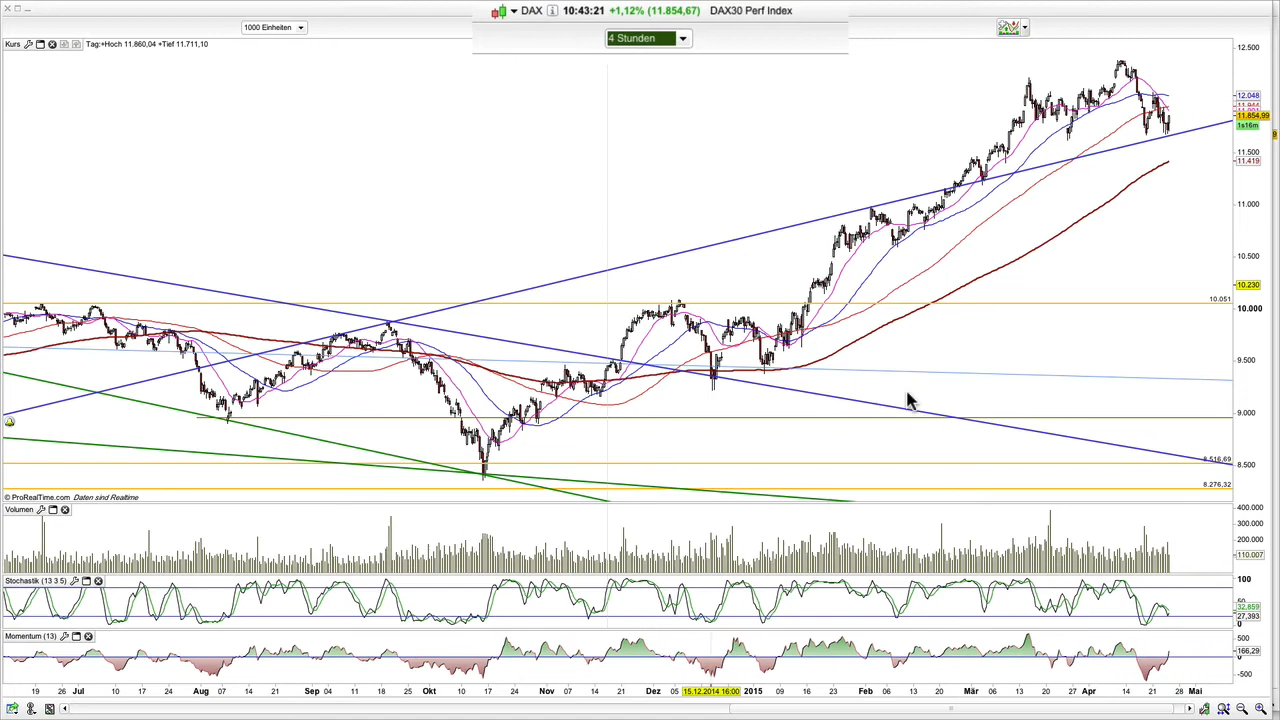 DAX 10:43:21 +1,12% (11.854,67) DAX30 Perf Index
1000 Einheiten
4 Stunden
Kurs Tag:+Hoch 11.860,04 +Tief 11.711,10
12.500
12.048
11.944
11.854,99
1s16m
11.500
11.419
11.000
10.500
10.230
10.051
10.000
9.500
9.000
8.516,69
8.500
8.276,32
© ProRealTime.com Daten sind Realtime
Volumen
400.000
300.000
200.000
110.007
Stochastik (13 3 5)
100
32,859
27,393
0
Momentum (13)
500
166,29
0
-500
19 26 Jul 10 17 24 Aug 07 14 21 Sep 04 11 18 25 Okt 10 17 24 Nov 07 14 21 Dez 05 15.12.2014 16:00 2015 09 16 Feb 06 13 20 Mär 06 13 20 27 Apr 14 21 28 Mai